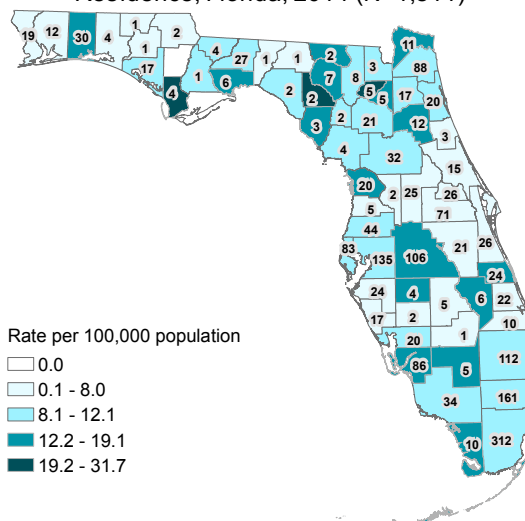 Residence, Florida,
19 12 30 4 1 2
1 17
4 1 4 27 6 1 1
2 2 7 8 3 11 88
2 5 5 17 20
3 2 21 12
4 32 3
15
20 2 25 26
5 71
44
83 135 106 21 26
24
24 4 5 6 22
17 2 10
20 1
86 5 112
34 161
10 312
Rate per 100,000 population
0.0
0.1 - 8.0
8.1 - 12.1
12.2 - 19.1
19.2 - 31.7